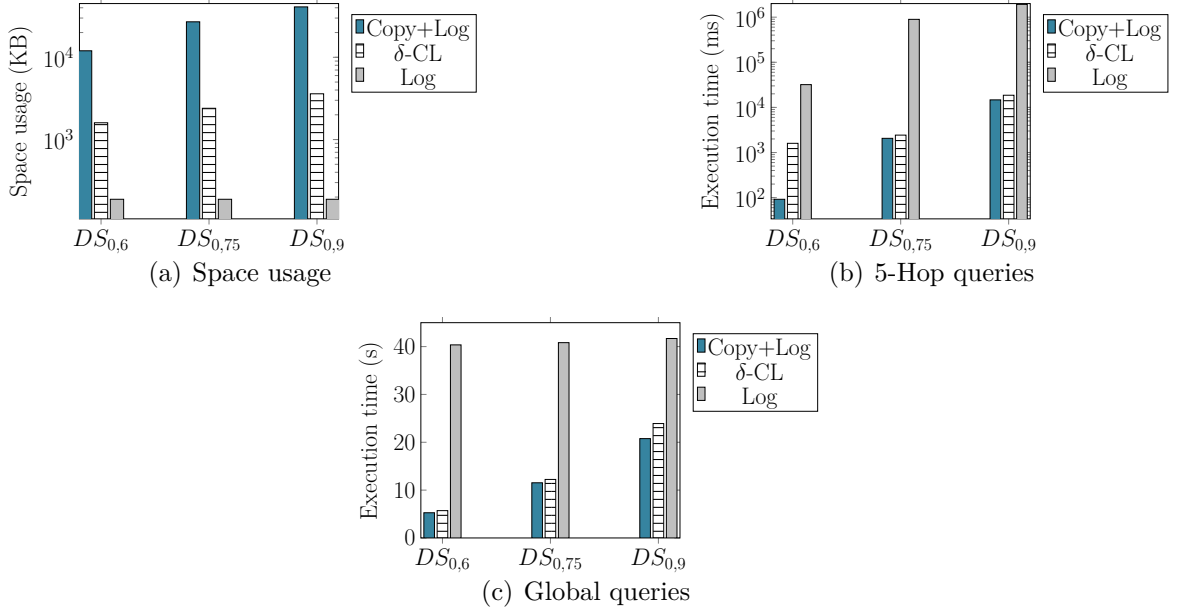 Space usage (KB)
10^4
10^3
DS_{0,6} DS_{0,75} DS_{0,9}
Copy+Log
δ-CL
Log
(a) Space usage
Execution time (ms)
10^6
10^5
10^4
10^3
10^2
DS_{0,6} DS_{0,75} DS_{0,9}
Copy+Log
δ-CL
Log
(b) 5-Hop queries
Execution time (s)
40
30
20
10
0
DS_{0,6} DS_{0,75} DS_{0,9}
Copy+Log
δ-CL
Log
(c) Global queries